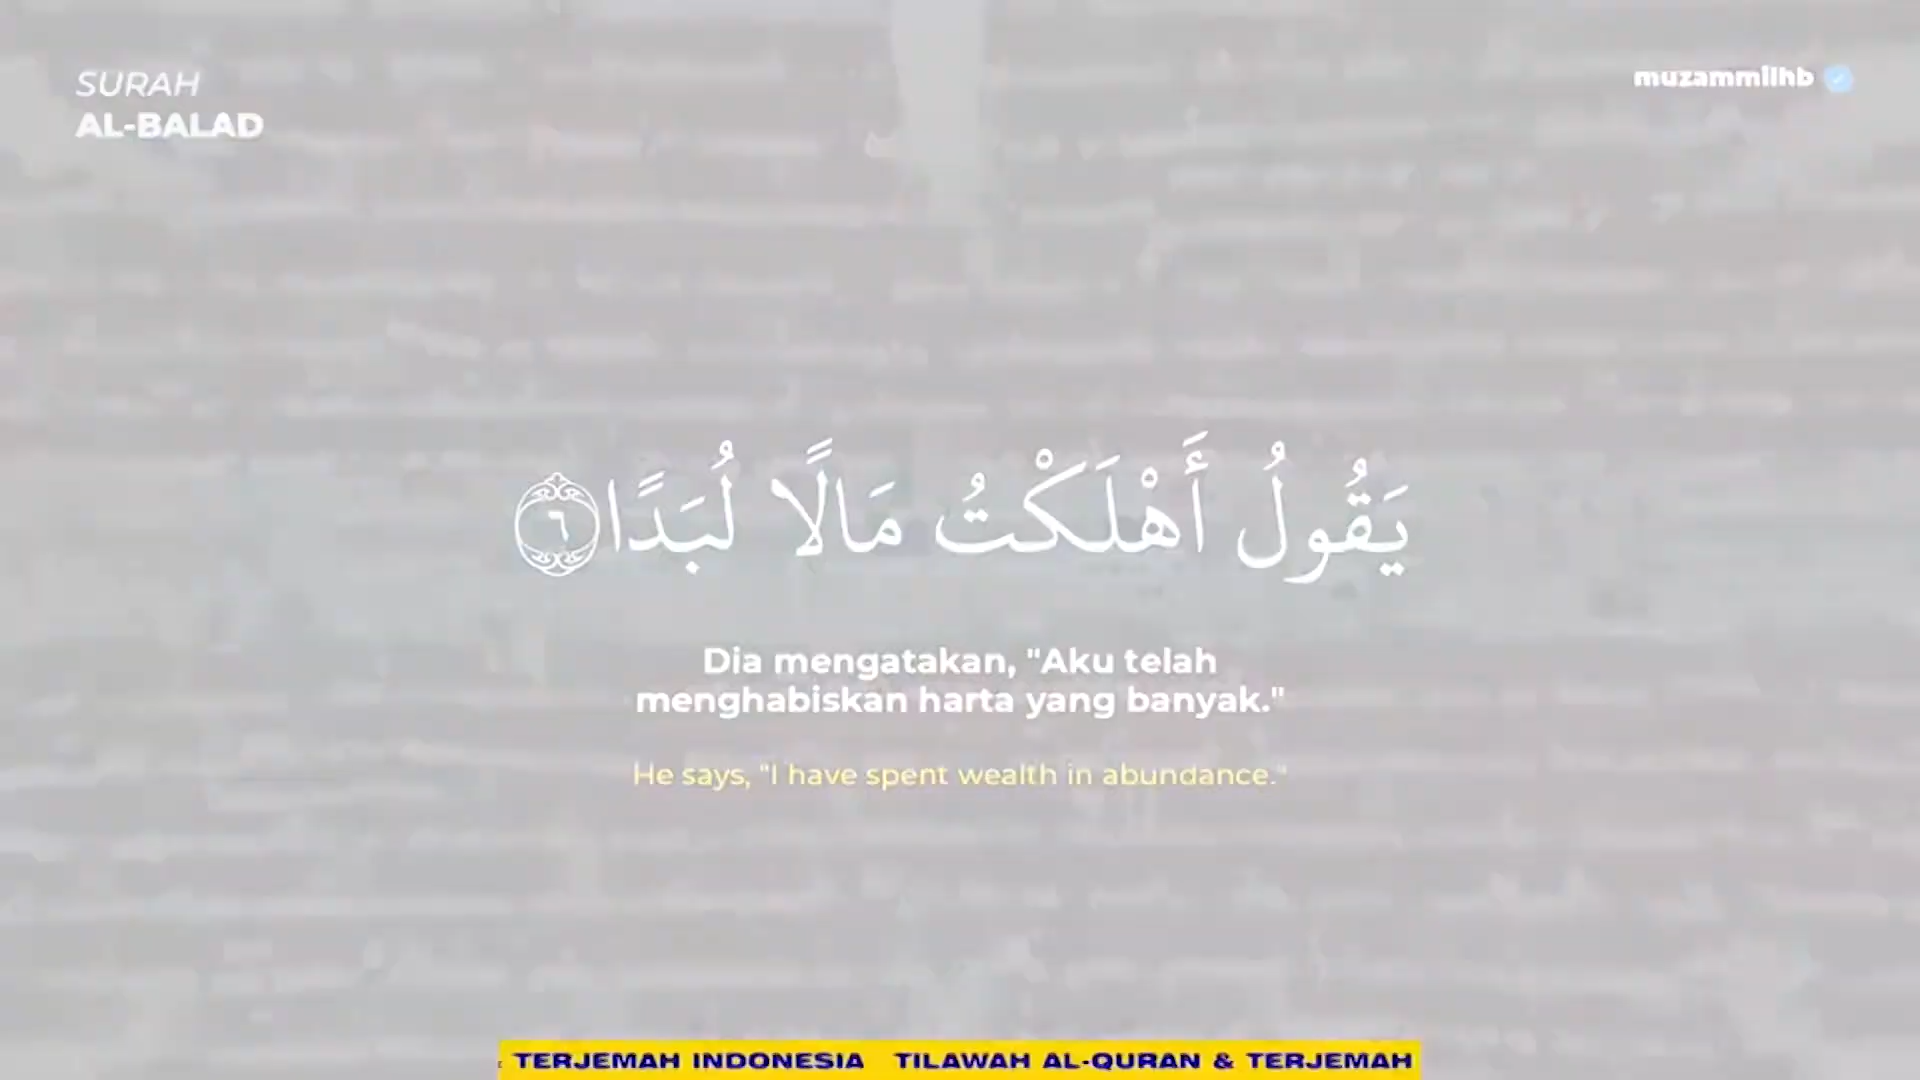 SURAH
AL-BALAD
muzammilhb
يَقُولُ أَهْلَكْتُ مَالًا لُبَدًا ٦
Dia mengatakan, "Aku telah
menghabiskan harta yang banyak."
He says, "I have spent wealth in abundance."
TERJEMAH INDONESIA TILAWAH AL-QURAN & TERJEMAH